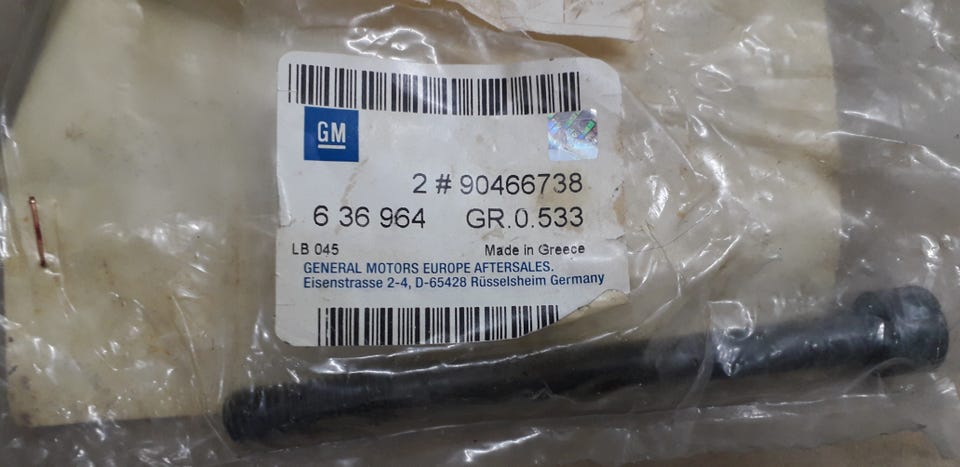 GM
2 # 90466738
6 36 964 GR.0.533
LB 045 Made in Greece
GENERAL MOTORS EUROPE AFTERSALES.
Eisenstrasse 2-4, D-65428 Rüsselsheim Germany